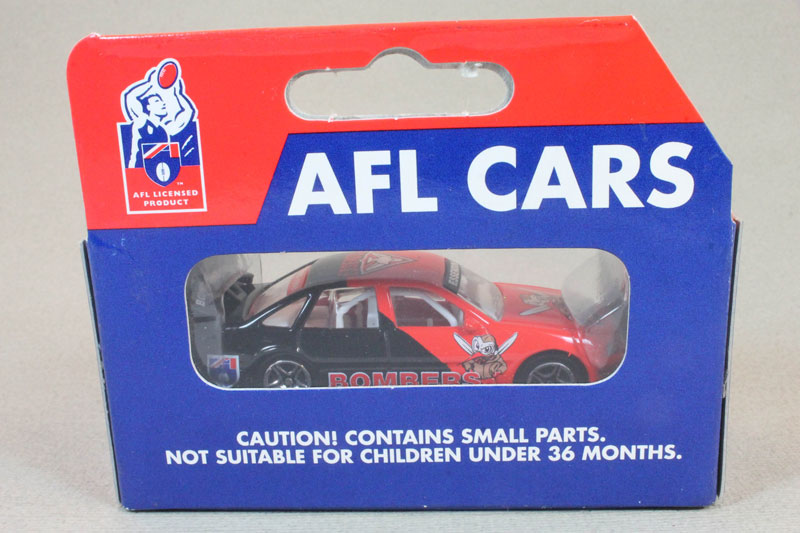 AFL LICENSED
PRODUCT
AFL CARS
BOMBERS
CAUTION! CONTAINS SMALL PARTS.
NOT SUITABLE FOR CHILDREN UNDER 36 MONTHS.